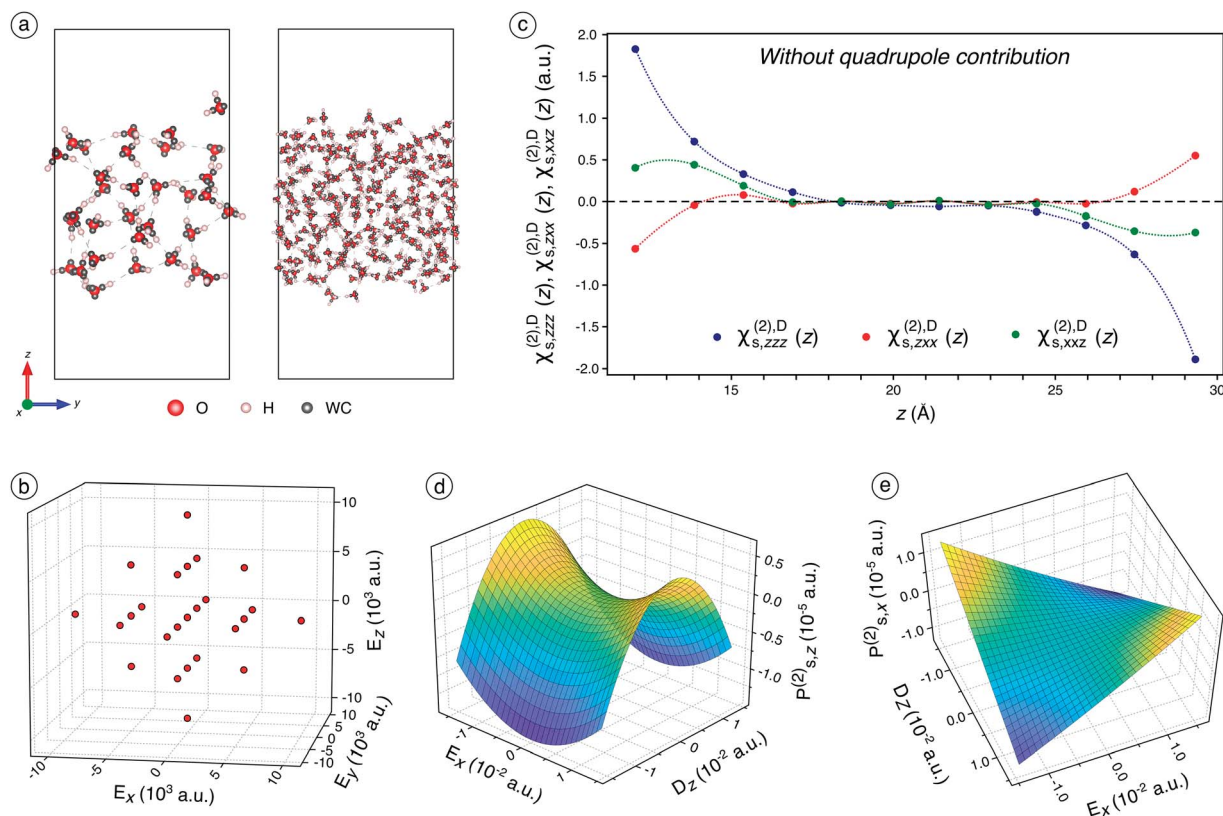 a
z
x
y
O
H
WC
c
Without quadrupole contribution
χ(2),D s,zzz (z), χ(2),D s,zxx (z), χ(2),D s,xxz (z) (a.u.)
2.0
1.5
1.0
0.5
0.0
-0.5
-1.0
-1.5
-2.0
χ(2),D s,zzz (z)
χ(2),D s,zxx (z)
χ(2),D s,xxz (z)
15
20
25
30
z (Å)
b
10
5
0
-5
-10
Ez (10³ a.u.)
10
5
0
-5
-10
Ey (10³ a.u.)
-10
-5
0
5
10
Ex (10³ a.u.)
d
0.5
0.0
-0.5
-1.0
P(2)s,z (10-5 a.u.)
-1
0
1
Ex (10-2 a.u.)
-1
0
1
Dz (10-2 a.u.)
e
1.0
0.0
-1.0
P(2)s,x (10-5 a.u.)
-1.0
0.0
1.0
Dz (10-2 a.u.)
-1.0
0.0
1.0
Ex (10-2 a.u.)